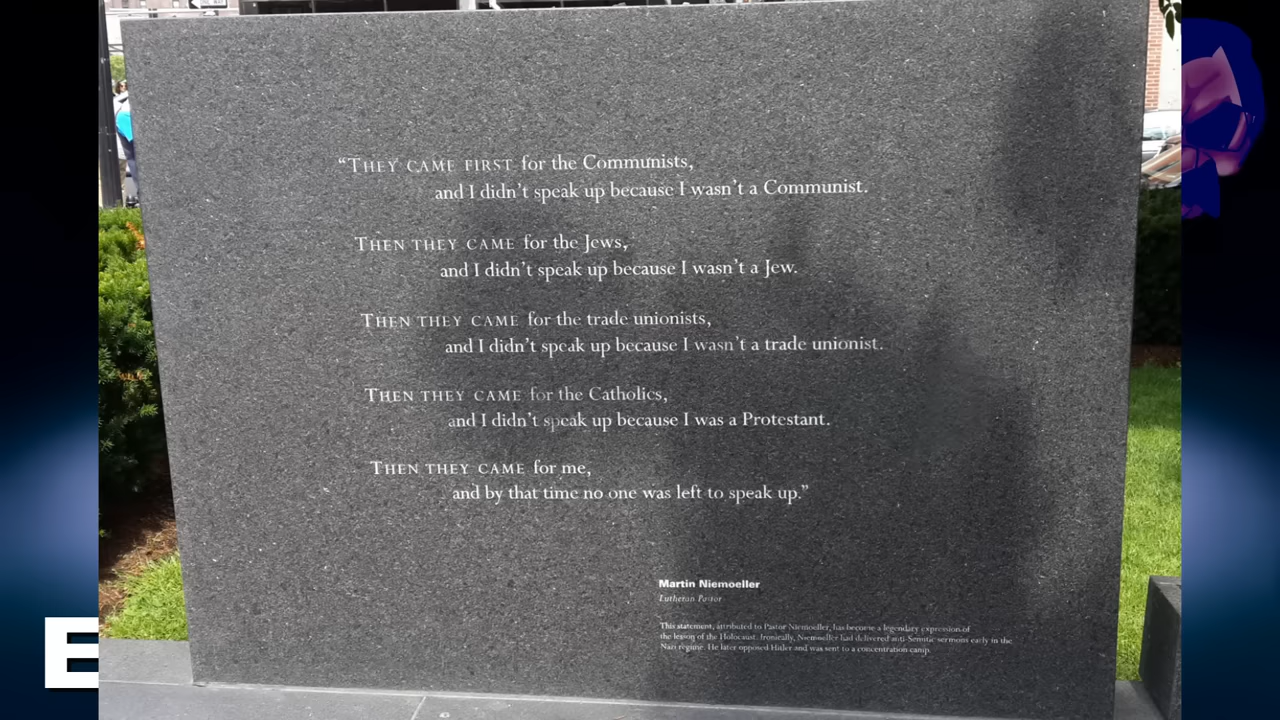 “THEY CAME FIRST for the Communists,
and I didn’t speak up because I wasn’t a Communist.
THEN THEY CAME for the Jews,
and I didn’t speak up because I wasn’t a Jew.
THEN THEY CAME for the trade unionists,
and I didn’t speak up because I wasn’t a trade unionist.
THEN THEY CAME for the Catholics,
and I didn’t speak up because I was a Protestant.
THEN THEY CAME for me,
and by that time no one was left to speak up.”
Martin Niemoeller
Lutheran Pastor
This statement, attributed to Pastor Niemoeller, has become a legendary expression of
the lesson of the Holocaust. Ironically, Niemoeller had delivered anti-Semitic sermons early in the
Nazi regime. He later opposed Hitler and was sent to a concentration camp.
E